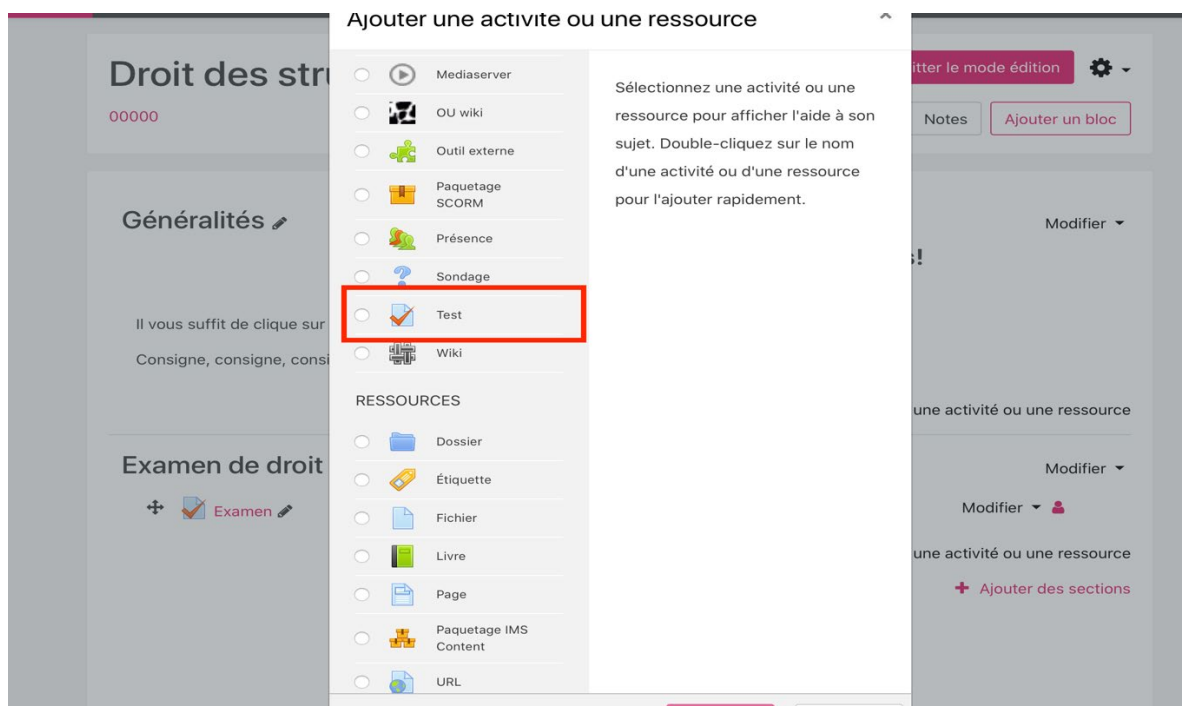 Ajouter une activité ou une ressource
Droit des stru
00000
itter le mode édition
Notes
Ajouter un bloc
Mediaserver
OU wiki
Outil externe
Paquetage
SCORM
Présence
Sondage
Test
Wiki
RESSOURCES
Dossier
Étiquette
Fichier
Livre
Page
Paquetage IMS
Content
URL
Sélectionnez une activité ou une
ressource pour afficher l'aide à son
sujet. Double-cliquez sur le nom
d'une activité ou d'une ressource
pour l'ajouter rapidement.
Généralités
Modifier
s!
Il vous suffit de clique sur
Consigne, consigne, consi
une activité ou une ressource
Examen de droit
Modifier
Examen
Modifier
une activité ou une ressource
Ajouter des sections